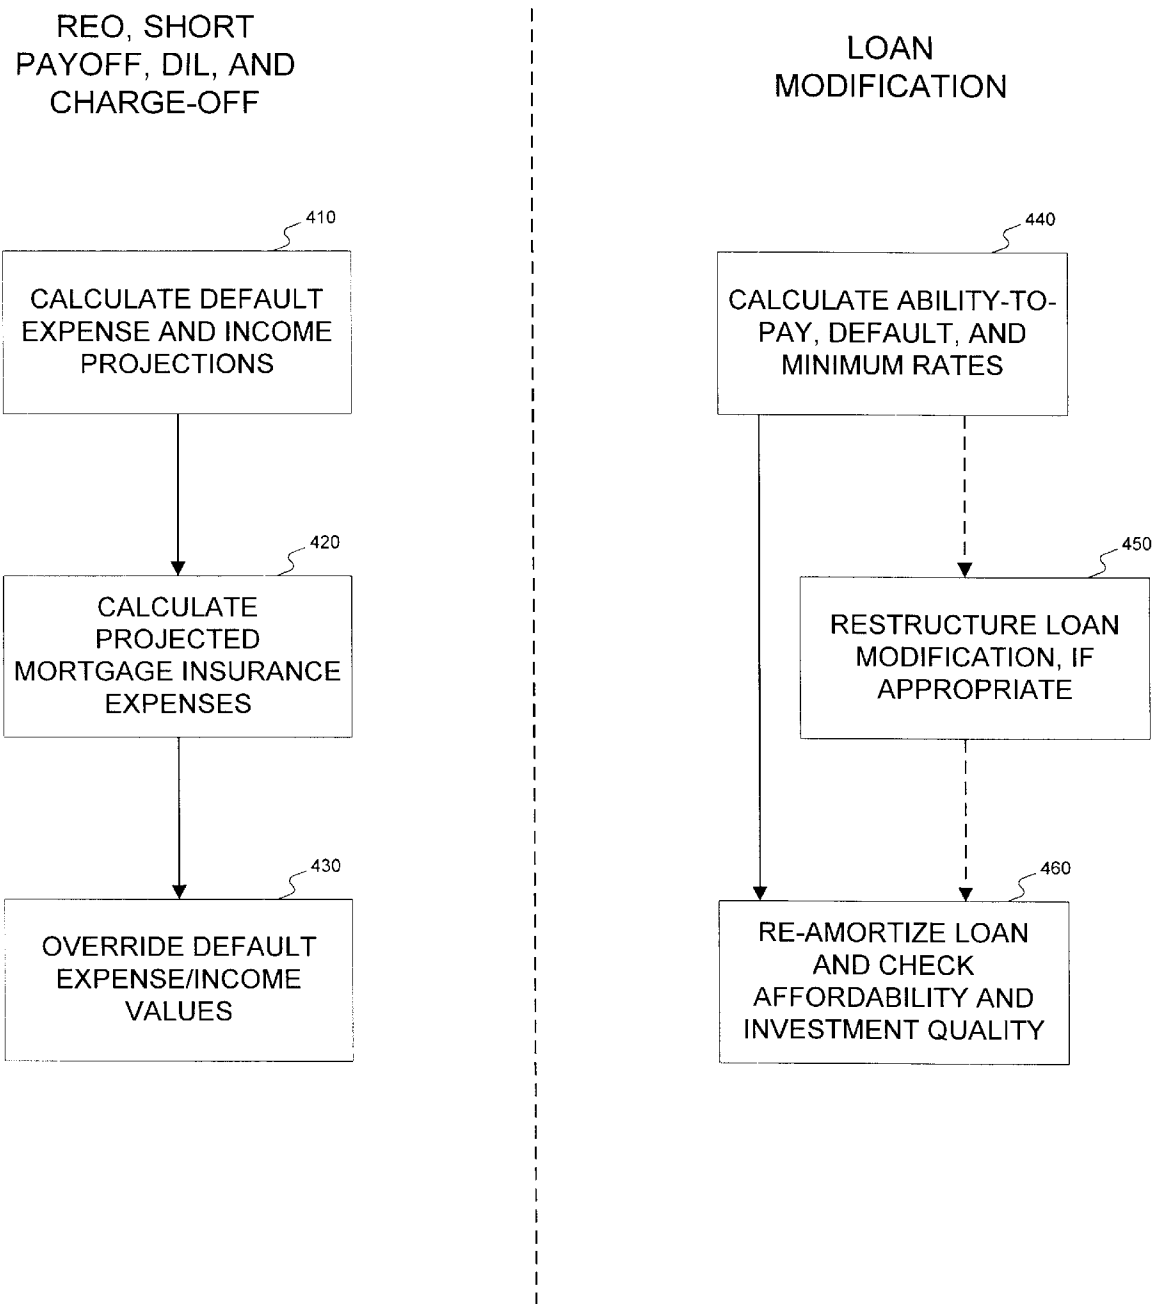 REO, SHORT
PAYOFF, DIL, AND
CHARGE-OFF
410
CALCULATE DEFAULT
EXPENSE AND INCOME
PROJECTIONS
420
CALCULATE
PROJECTED
MORTGAGE INSURANCE
EXPENSES
430
OVERRIDE DEFAULT
EXPENSE/INCOME
VALUES
LOAN
MODIFICATION
440
CALCULATE ABILITY-TO-
PAY, DEFAULT, AND
MINIMUM RATES
450
RESTRUCTURE LOAN
MODIFICATION, IF
APPROPRIATE
460
RE-AMORTIZE LOAN
AND CHECK
AFFORDABILITY AND
INVESTMENT QUALITY